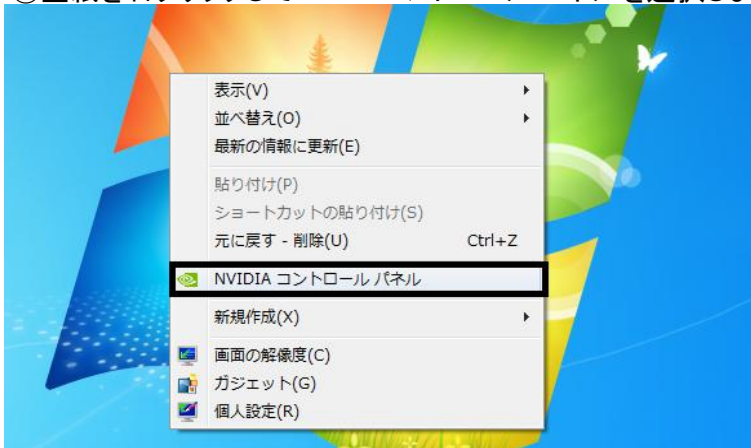 表示(V)
並べ替え(O)
最新の情報に更新(E)
貼り付け(P)
ショートカットの貼り付け(S)
元に戻す - 削除(U) Ctrl+Z
NVIDIA コントロール パネル
新規作成(X)
画面の解像度(C)
ガジェット(G)
個人設定(R)